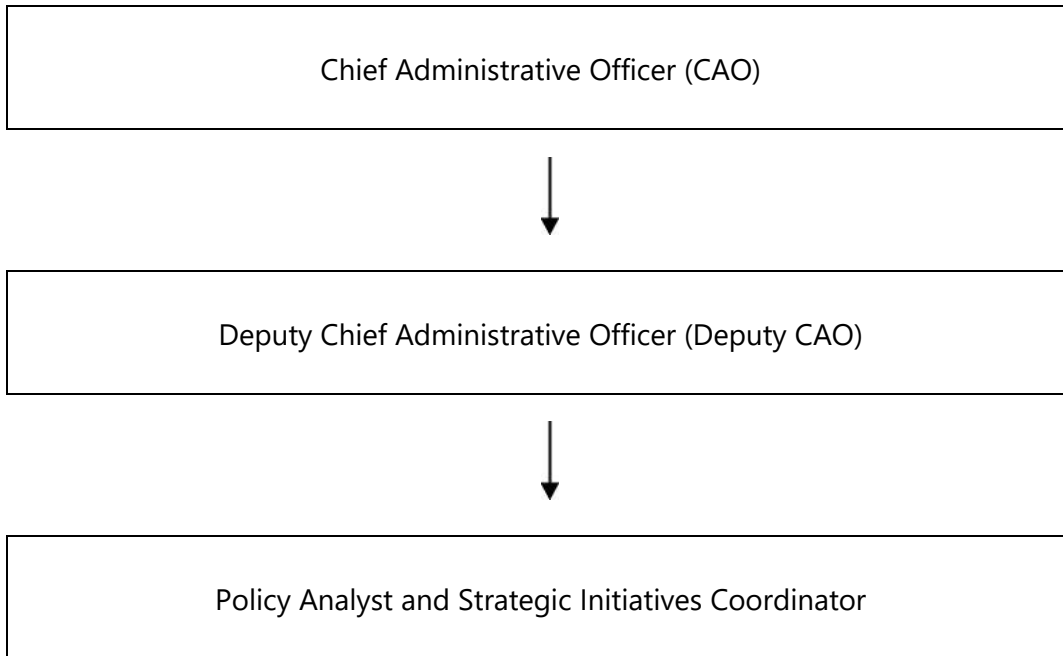 Chief Administrative Officer (CAO)
Deputy Chief Administrative Officer (Deputy CAO)
Policy Analyst and Strategic Initiatives Coordinator